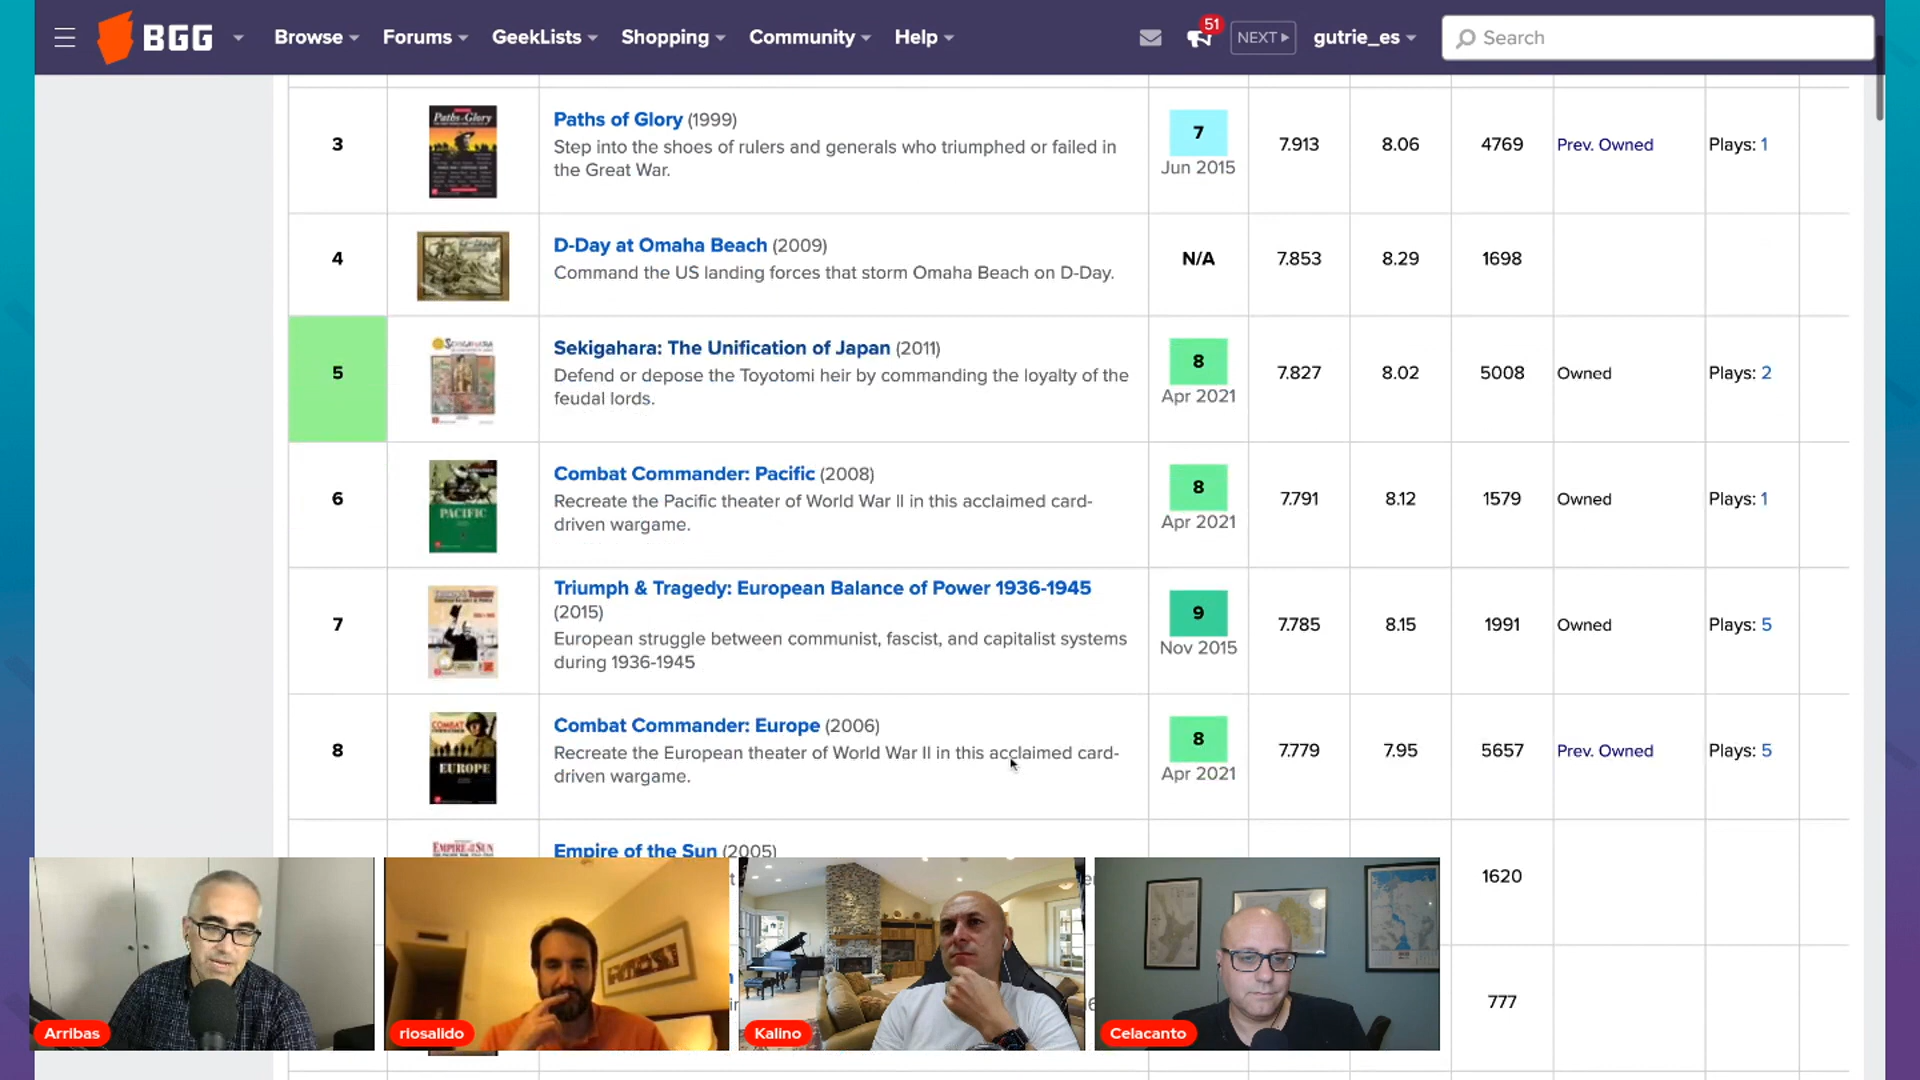 BGG
Browse
Forums
GeekLists
Shopping
Community
Help
51
NEXT
gutrie_es
Search
3
Paths of Glory
Paths of Glory (1999)
Step into the shoes of rulers and generals who triumphed or failed in
the Great War.
7
Jun 2015
7.913
8.06
4769
Prev. Owned
Plays: 1
4
D-Day at Omaha Beach (2009)
Command the US landing forces that storm Omaha Beach on D-Day.
N/A
7.853
8.29
1698
5
SEKIGAHARA
Sekigahara: The Unification of Japan (2011)
Defend or depose the Toyotomi heir by commanding the loyalty of the
feudal lords.
8
Apr 2021
7.827
8.02
5008
Owned
Plays: 2
6
PACIFIC
Combat Commander: Pacific (2008)
Recreate the Pacific theater of World War II in this acclaimed card-
driven wargame.
8
Apr 2021
7.791
8.12
1579
Owned
Plays: 1
7
Triumph & Tragedy: European Balance of Power 1936-1945
(2015)
European struggle between communist, fascist, and capitalist systems
during 1936-1945
9
Nov 2015
7.785
8.15
1991
Owned
Plays: 5
8
COMBAT
COMMANDER
EUROPE
Combat Commander: Europe (2006)
Recreate the European theater of World War II in this acclaimed card-
driven wargame.
8
Apr 2021
7.779
7.95
5657
Prev. Owned
Plays: 5
EMPIRE of the SUN
Empire of the Sun (2005)
1620
777
Arribas
riosalido
Kalino
Celacanto